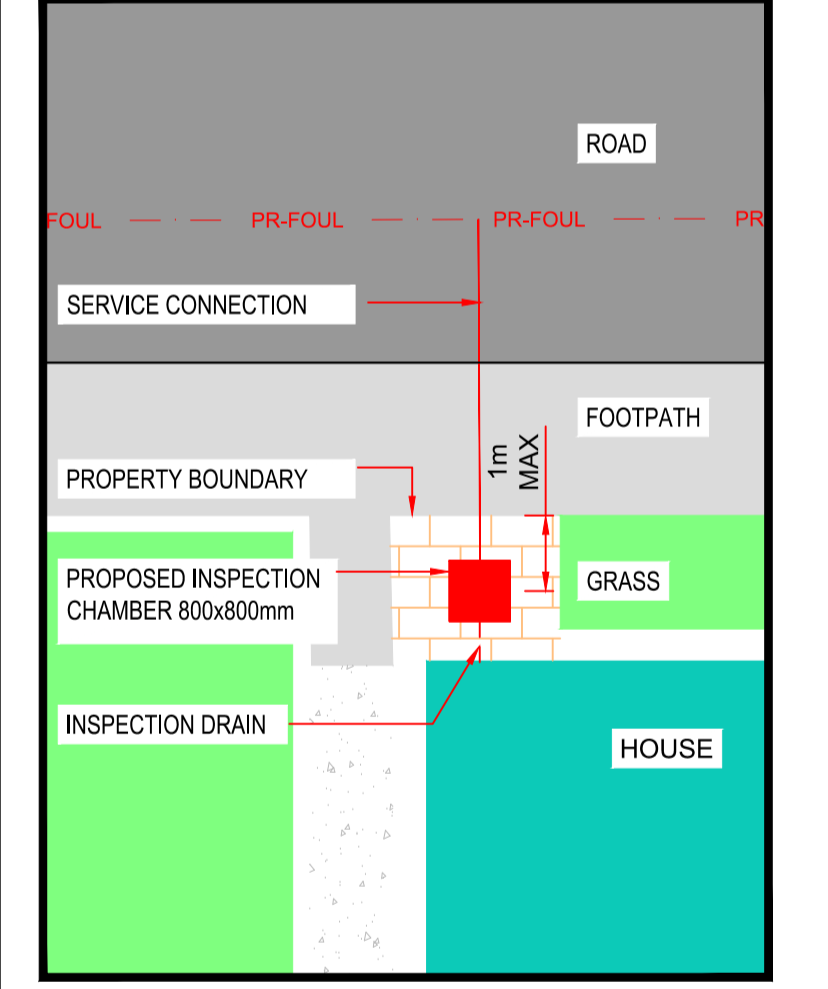 ROAD
FOUL
PR-FOUL
PR-FOUL
PR
SERVICE CONNECTION
FOOTPATH
1m
MAX
PROPERTY BOUNDARY
PROPOSED INSPECTION
CHAMBER 800x800mm
GRASS
INSPECTION DRAIN
HOUSE